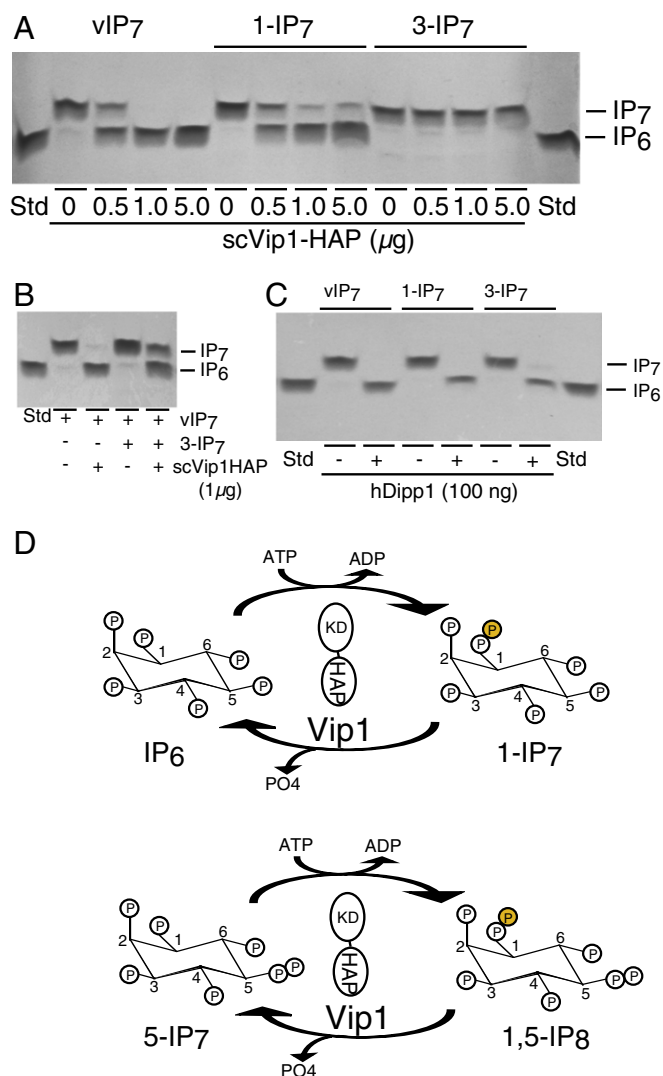 A
vIP7 1-IP7 3-IP7
IP7
IP6
Std 0 0.5 1.0 5.0 0 0.5 1.0 5.0 0 0.5 1.0 5.0 Std
scVip1-HAP (µg)
B
IP7
IP6
Std + + + + vIP7
- - + + 3-IP7
- + - + scVip1HAP
(1µg)
C
vIP7 1-IP7 3-IP7
IP7
IP6
Std - + - + - + Std
hDipp1 (100 ng)
D
ATP ADP
KD
HAP
Vip1
PO4
P P P P P P
1 2 3 4 5 6
IP6
P P P P P P P
1 2 3 4 5 6
1-IP7
ATP ADP
KD
HAP
Vip1
PO4
P P P P P P P
1 2 3 4 5 6
5-IP7
P P P P P P P P
1 2 3 4 5 6
1,5-IP8